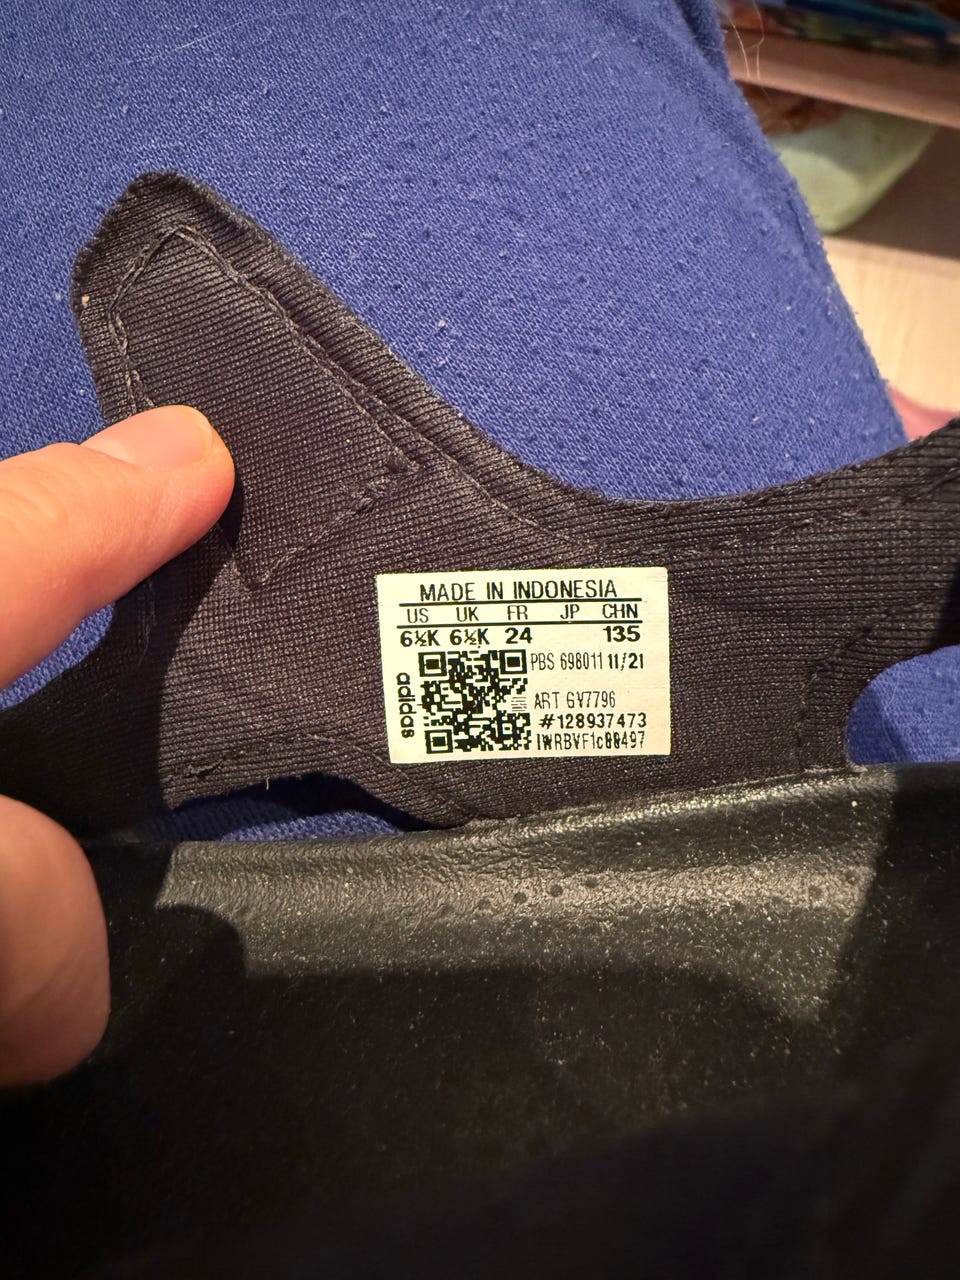 MADE IN INDONESIA
US UK FR JP CHN
6½K 6½K 24 135
PBS 698011 11/21
adidas
ART GV7796
#128937473